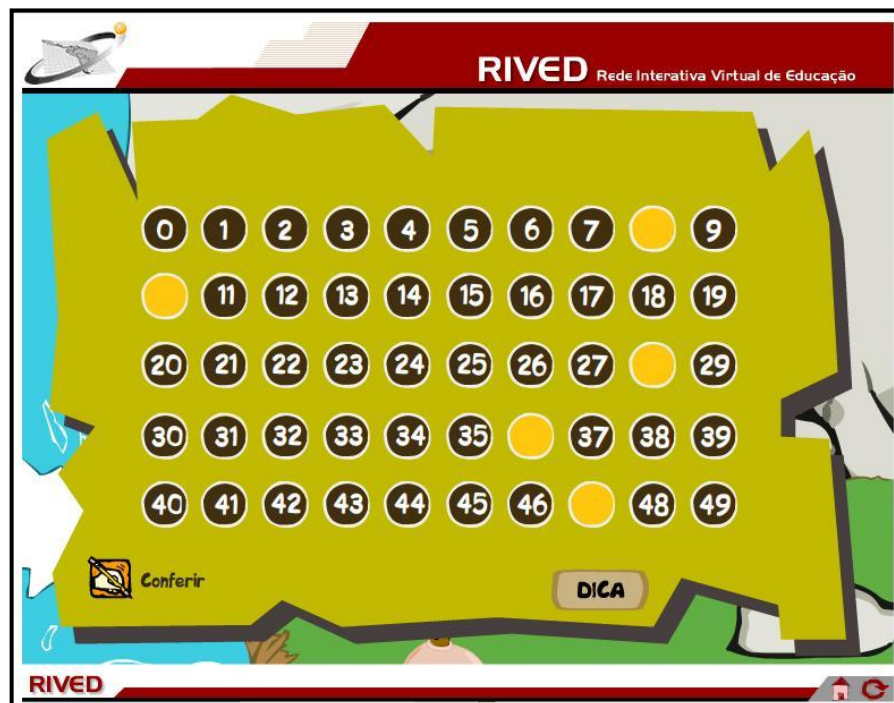 RIVED Rede Interativa Virtual de Educação
0 1 2 3 4 5 6 7 9
11 12 13 14 15 16 17 18 19
20 21 22 23 24 25 26 27 29
30 31 32 33 34 35 37 38 39
40 41 42 43 44 45 46 48 49
Conferir DICA
RIVED